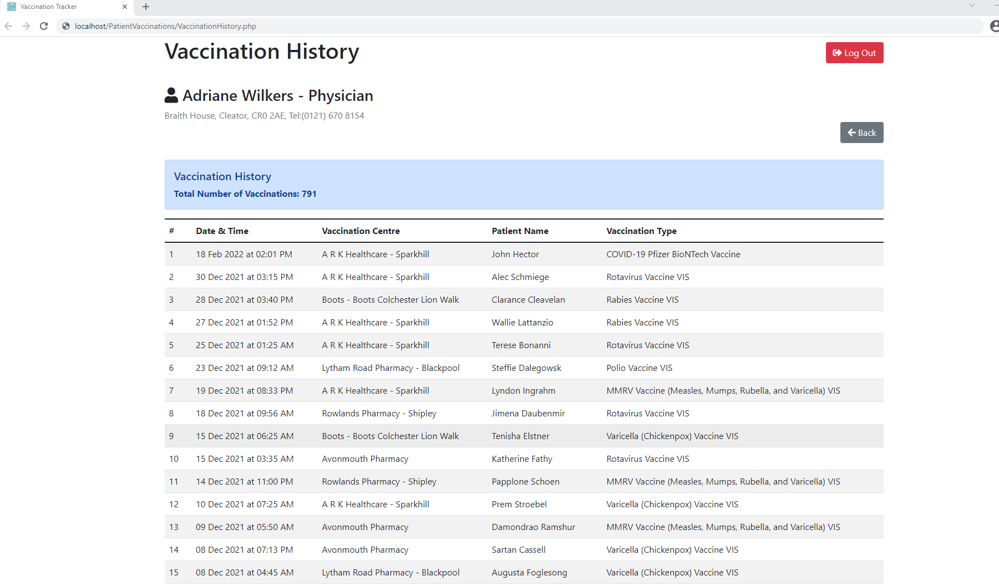 Vaccination Tracker
localhost/PatientVaccinations/VaccinationHistory.php
Vaccination History
Log Out
Adriane Wilkers - Physician
Braith House, Cleator, CR0 2AE, Tel:(0121) 670 8154
Back
Vaccination History
Total Number of Vaccinations: 791
# Date & Time Vaccination Centre Patient Name Vaccination Type
1 18 Feb 2022 at 02:01 PM A R K Healthcare - Sparkhill John Hector COVID-19 Pfizer BioNTech Vaccine
2 30 Dec 2021 at 03:15 PM A R K Healthcare - Sparkhill Alec Schmiege Rotavirus Vaccine VIS
3 28 Dec 2021 at 03:40 PM Boots - Boots Colchester Lion Walk Clarance Cleavelan Rabies Vaccine VIS
4 27 Dec 2021 at 01:52 PM A R K Healthcare - Sparkhill Wallie Lattanzio Rabies Vaccine VIS
5 25 Dec 2021 at 01:25 AM A R K Healthcare - Sparkhill Terese Bonanni Rotavirus Vaccine VIS
6 23 Dec 2021 at 09:12 AM Lytham Road Pharmacy - Blackpool Steffie Dalegowsk Polio Vaccine VIS
7 19 Dec 2021 at 08:33 PM A R K Healthcare - Sparkhill Lyndon Ingrahm MMRV Vaccine (Measles, Mumps, Rubella, and Varicella) VIS
8 18 Dec 2021 at 09:56 AM Rowlands Pharmacy - Shipley Jimena Daubenmir Rotavirus Vaccine VIS
9 15 Dec 2021 at 06:25 AM Boots - Boots Colchester Lion Walk Tenisha Elstner Varicella (Chickenpox) Vaccine VIS
10 15 Dec 2021 at 03:35 AM Avonmouth Pharmacy Katherine Fathy Rotavirus Vaccine VIS
11 14 Dec 2021 at 11:00 PM Rowlands Pharmacy - Shipley Papplone Schoen MMRV Vaccine (Measles, Mumps, Rubella, and Varicella) VIS
12 10 Dec 2021 at 07:25 AM A R K Healthcare - Sparkhill Prem Stroebel Varicella (Chickenpox) Vaccine VIS
13 09 Dec 2021 at 05:50 AM Avonmouth Pharmacy Damondrao Ramshur MMRV Vaccine (Measles, Mumps, Rubella, and Varicella) VIS
14 08 Dec 2021 at 07:13 PM Avonmouth Pharmacy Sartan Cassell Varicella (Chickenpox) Vaccine VIS
15 08 Dec 2021 at 04:45 AM Lytham Road Pharmacy - Blackpool Augusta Foglesong Varicella (Chickenpox) Vaccine VIS